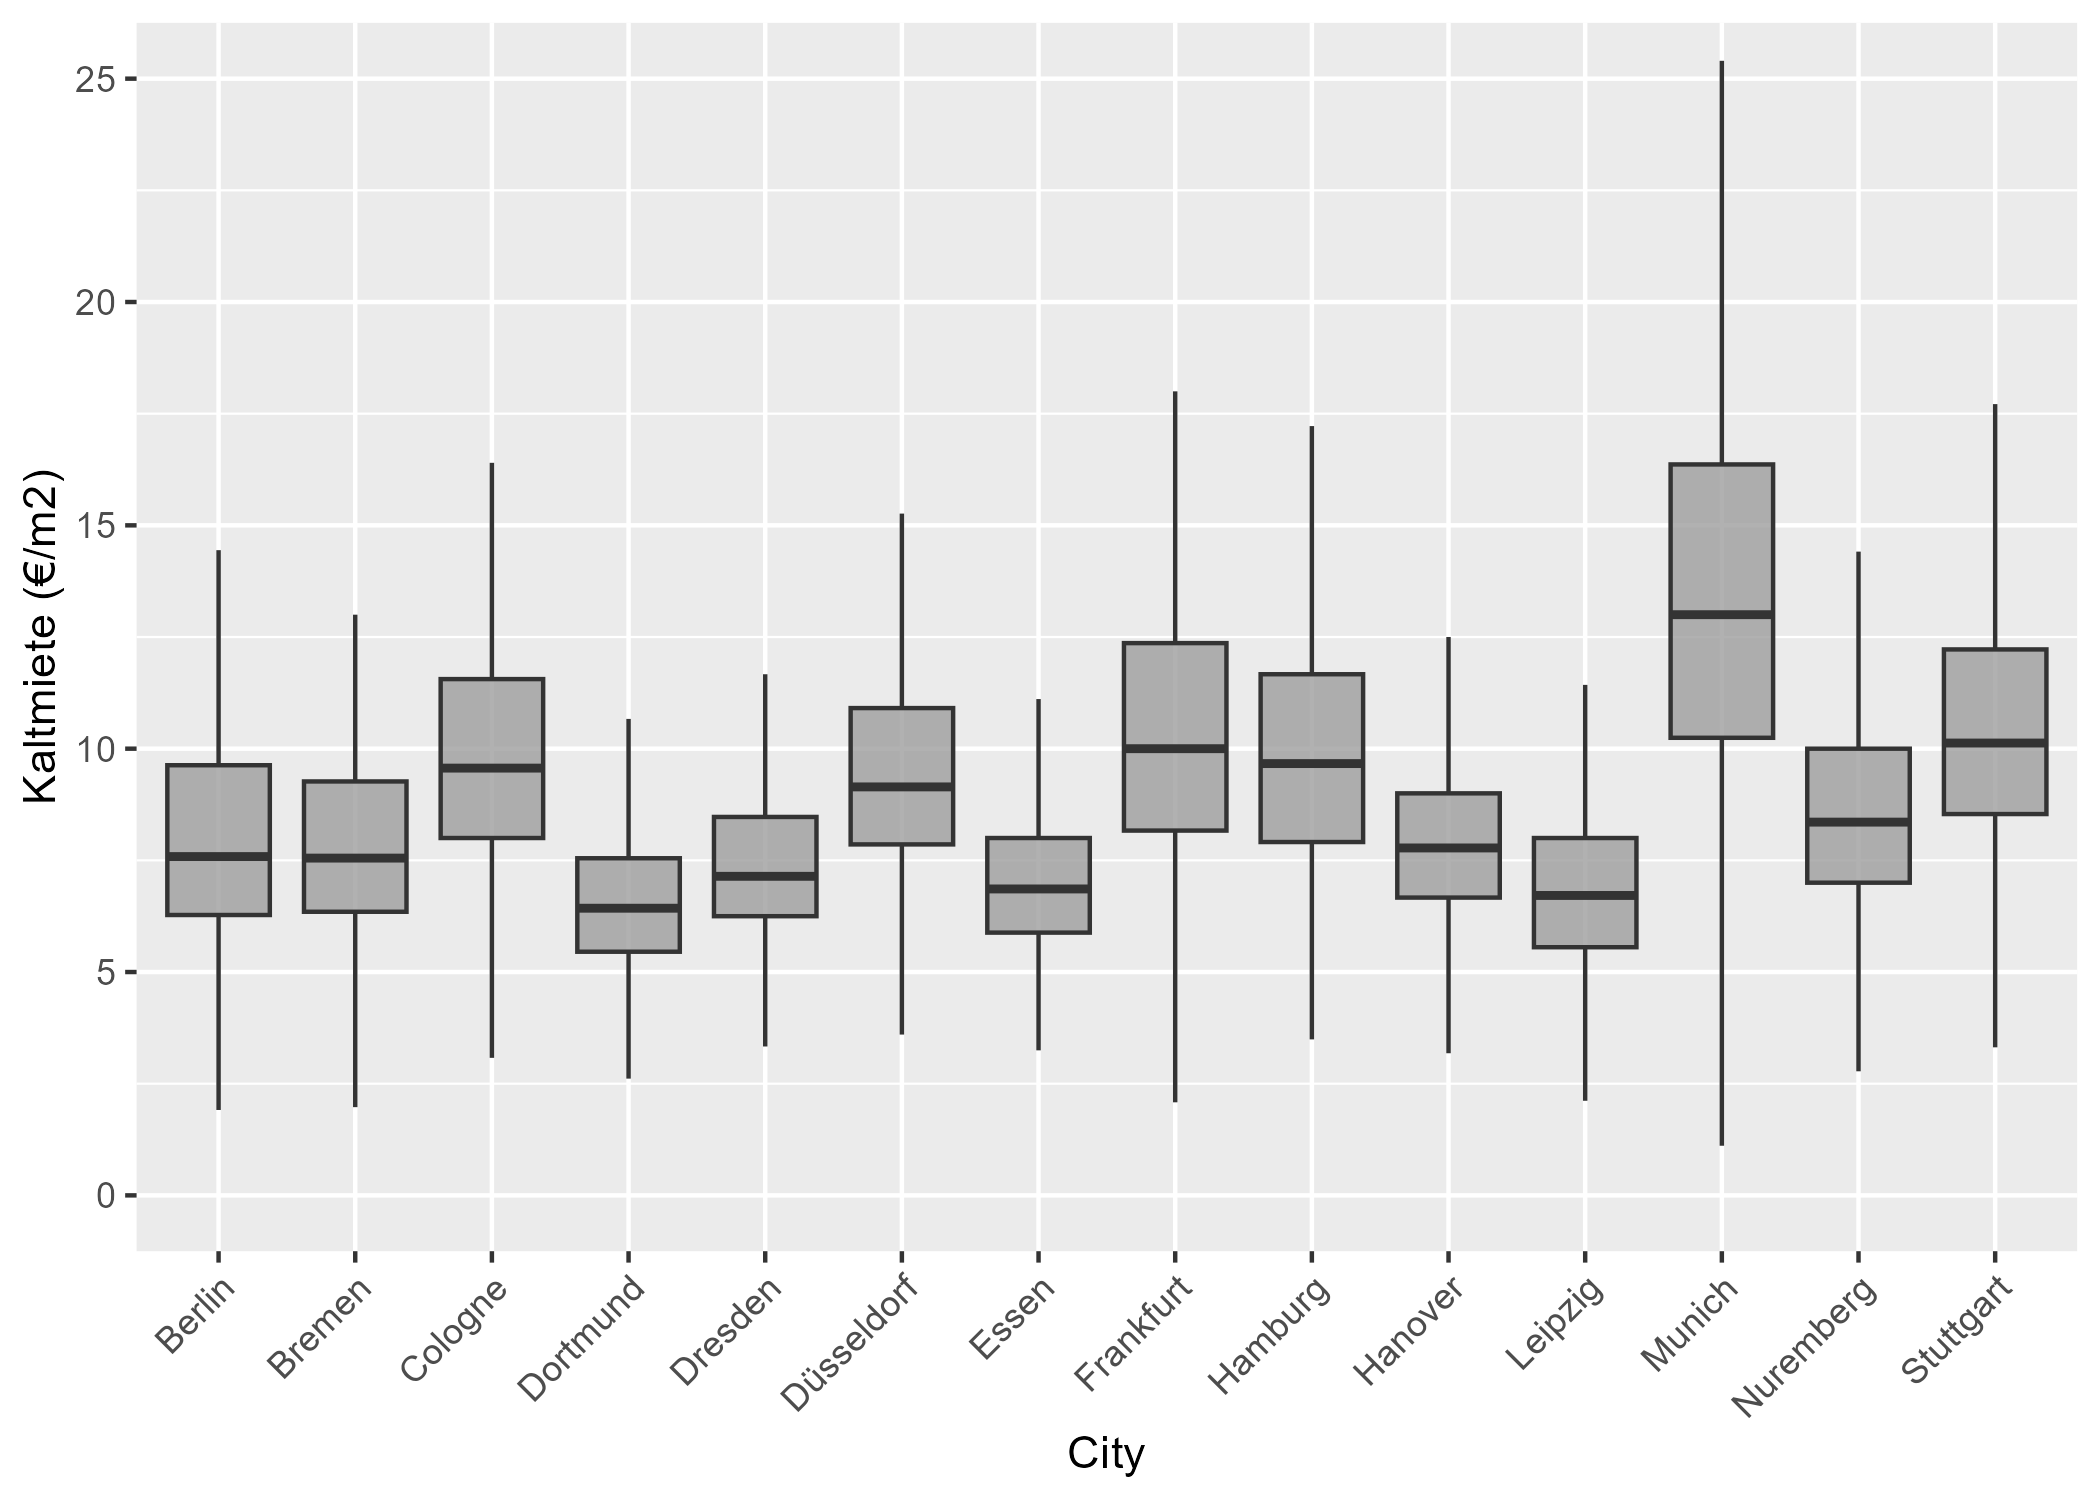 Kaltmiete (€/m2)
25
20
15
10
5
0
Berlin
Bremen
Cologne
Dortmund
Dresden
Düsseldorf
Essen
Frankfurt
Hamburg
Hanover
Leipzig
Munich
Nuremberg
Stuttgart
City